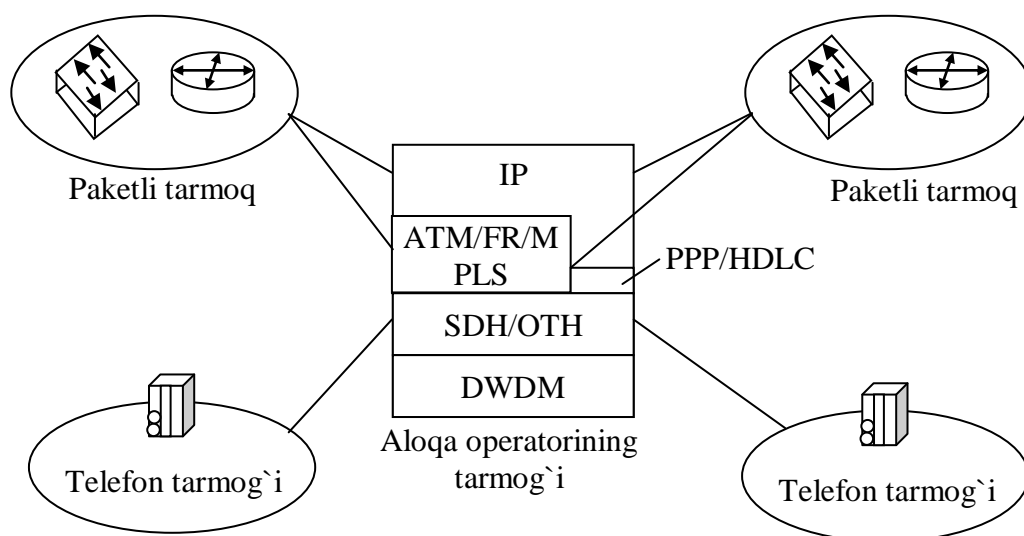 IP
Paketli tarmoq
Paketli tarmoq
ATM/FR/M
PLS
PPP/HDLC
SDH/OTH
DWDM
Aloqa operatorining
tarmog`i
Telefon tarmog`i
Telefon tarmog`i